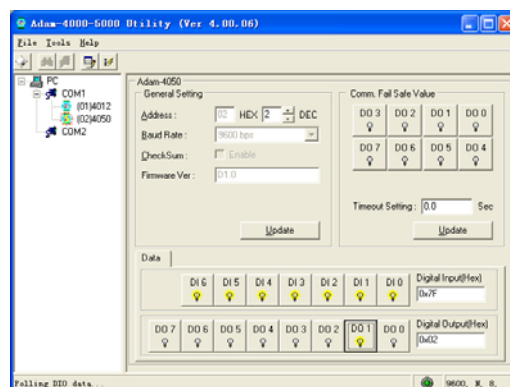 Adam-4000-5000 Utility (Ver 4.00.06)
File Tools Help
PC
COM1
(01)4012
(02)4050
COM2
Adam-4050
General Setting
Address : 02 HEX 2 DEC
Baud Rate : 9600 bps
CheckSum : Enable
Firmware Ver : D1.0
Update
Comm. Fail Safe Value
DO 3 DO 2 DO 1 DO 0
DO 7 DO 6 DO 5 DO 4
Timeout Setting : 0.0 Sec
Update
Data
DI 6 DI 5 DI 4 DI 3 DI 2 DI 1 DI 0
Digital Input(Hex)
0x7F
DO 7 DO 6 DO 5 DO 4 DO 3 DO 2 DO 1 DO 0
Digital Output(Hex)
0x02
Polling DIO data...
9600, N, 8,